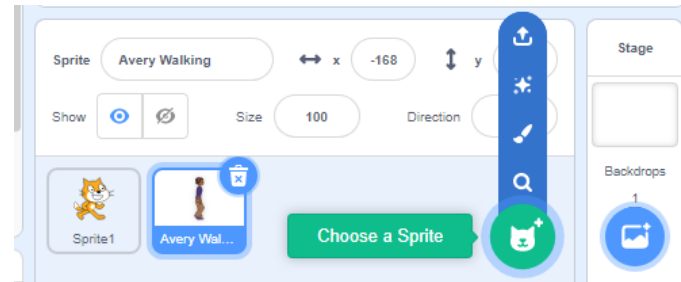 Sprite Avery Walking x -168 y
Stage
Show Size 100 Direction
Backdrops
1
Sprite1
Avery Wal...
Choose a Sprite